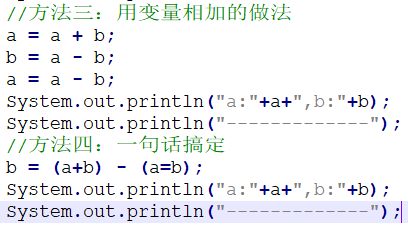 //方法三：用变量相加的做法
a = a + b;
b = a - b;
a = a - b;
System.out.println("a:"+a+",b:"+b);
System.out.println("-------------");
//方法四：一句话搞定
b = (a+b) - (a=b);
System.out.println("a:"+a+",b:"+b);
System.out.println("-------------");